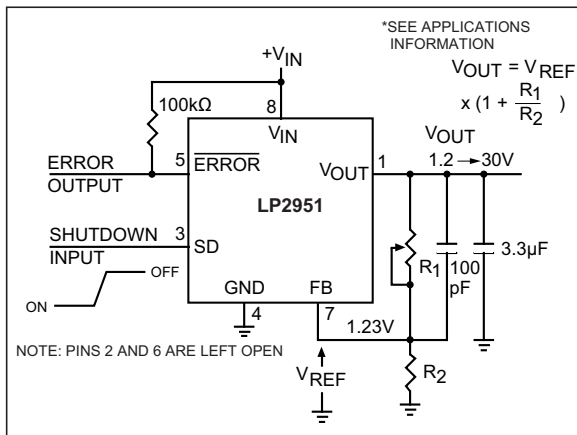 *SEE APPLICATIONS
INFORMATION
+VIN
VOUT = VREF
x (1 + R1
R2 )
100kΩ
8
VIN
VOUT
1.2 → 30V
ERROR
OUTPUT
5
ERROR
VOUT
1
LP2951
SHUTDOWN
INPUT
3
SD
R1
100
pF
3.3µF
OFF
ON
GND
FB
4
7
1.23V
NOTE: PINS 2 AND 6 ARE LEFT OPEN
VREF
R2